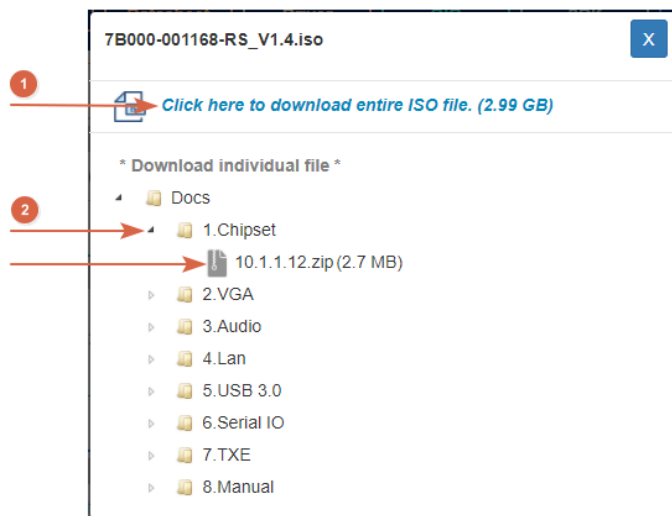 7B000-001168-RS_V1.4.iso
X
1
Click here to download entire ISO file. (2.99 GB)
* Download individual file *
Docs
2
1.Chipset
10.1.1.12.zip (2.7 MB)
2.VGA
3.Audio
4.Lan
5.USB 3.0
6.Serial IO
7.TXE
8.Manual